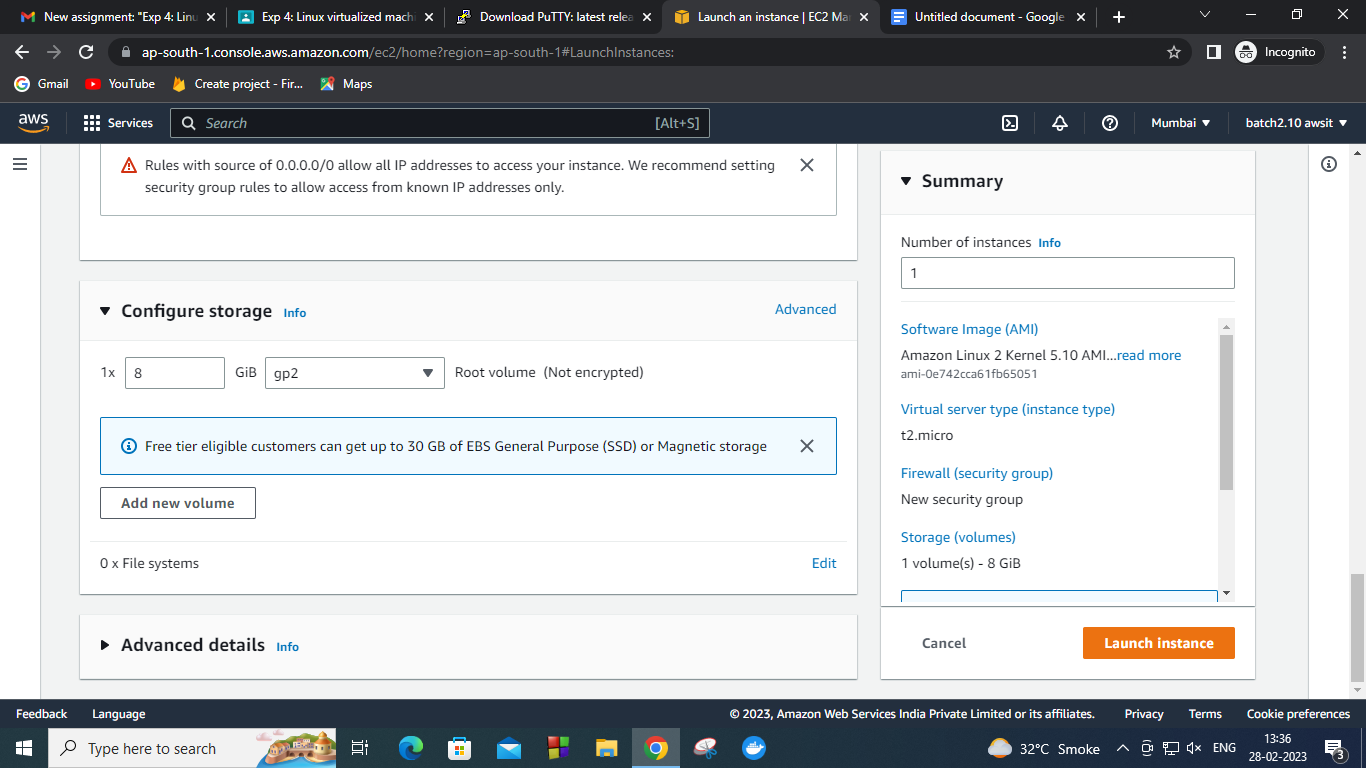 New assignment: "Exp 4: Linu
Exp 4: Linux virtualized machi
Download PuTTY: latest relea
Launch an instance | EC2 Ma
Untitled document - Google
ap-south-1.console.aws.amazon.com/ec2/home?region=ap-south-1#LaunchInstances:
Incognito
Gmail
YouTube
Create project - Fir...
Maps
aws
Services
Search
[Alt+S]
Mumbai
batch2.10 awsit
Rules with source of 0.0.0.0/0 allow all IP addresses to access your instance. We recommend setting
security group rules to allow access from known IP addresses only.
Configure storage Info
Advanced
1x 8 GiB gp2 Root volume (Not encrypted)
Free tier eligible customers can get up to 30 GB of EBS General Purpose (SSD) or Magnetic storage
Add new volume
0 x File systems
Edit
Advanced details Info
Summary
Number of instances Info
1
Software Image (AMI)
Amazon Linux 2 Kernel 5.10 AMI...read more
ami-0e742cca61fb65051
Virtual server type (instance type)
t2.micro
Firewall (security group)
New security group
Storage (volumes)
1 volume(s) - 8 GiB
Cancel
Launch instance
Feedback
Language
© 2023, Amazon Web Services India Private Limited or its affiliates.
Privacy
Terms
Cookie preferences
Type here to search
32°C Smoke
ENG
13:36
28-02-2023
3